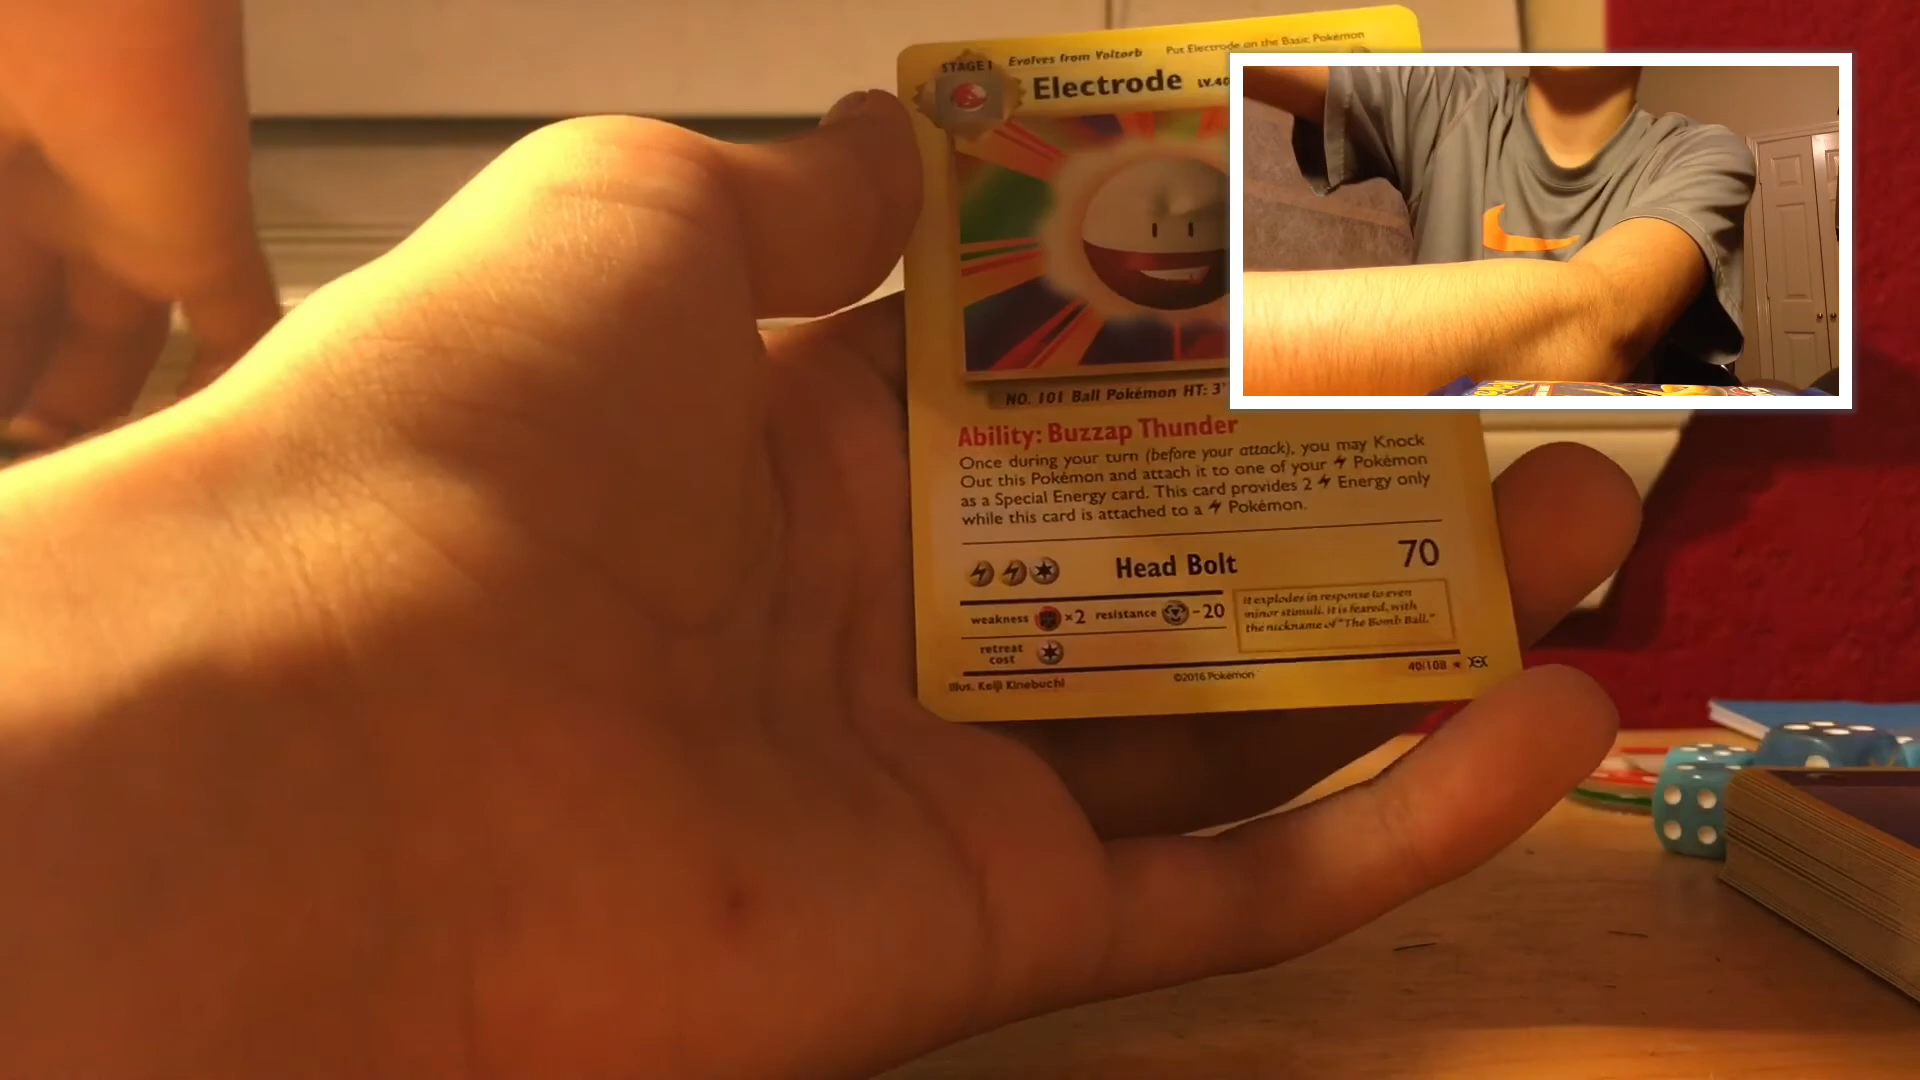 STAGE 1 Evolves from Voltorb Put Electrode on the Basic Pokémon
Electrode LV.40
NO. 101 Ball Pokémon HT: 3'
Ability: Buzzap Thunder
Once during your turn (before your attack), you may Knock
Out this Pokémon and attach it to one of your Pokémon
as a Special Energy card. This card provides 2 Energy only
while this card is attached to a Pokémon.
Head Bolt 70
weakness ×2 resistance -20
It explodes in response to even
minor stimuli. It is feared, with
the nickname of "The Bomb Ball."
retreat
cost
40/108
Illus. Keiji Kinebuchi ©2016 Pokémon